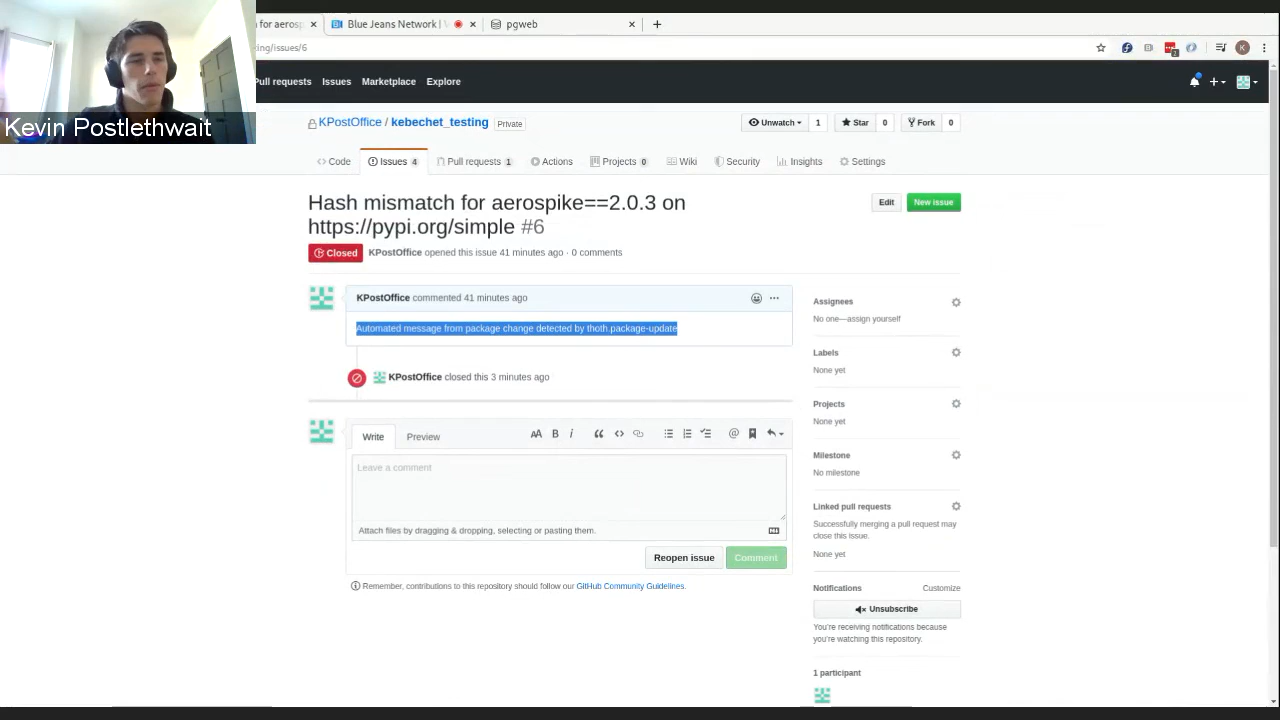 for aeros
Blue Jeans Network |
pgweb
ing/issues/6
Kevin Postlethwait
Pull requests Issues Marketplace Explore
KPostOffice / kebechet_testing Private
Unwatch 1 Star 0 Fork 0
Code Issues 4 Pull requests 1 Actions Projects 0 Wiki Security Insights Settings
Hash mismatch for aerospike==2.0.3 on
https://pypi.org/simple #6
Edit New issue
Closed KPostOffice opened this issue 41 minutes ago · 0 comments
KPostOffice commented 41 minutes ago
Automated message from package change detected by thoth.package-update
KPostOffice closed this 3 minutes ago
Write Preview
Leave a comment
Attach files by dragging & dropping, selecting or pasting them.
Reopen issue Comment
Remember, contributions to this repository should follow our GitHub Community Guidelines.
Assignees
No one—assign yourself
Labels
None yet
Projects
None yet
Milestone
No milestone
Linked pull requests
Successfully merging a pull request may
close this issue.
None yet
Notifications Customize
Unsubscribe
You're receiving notifications because
you're watching this repository.
1 participant